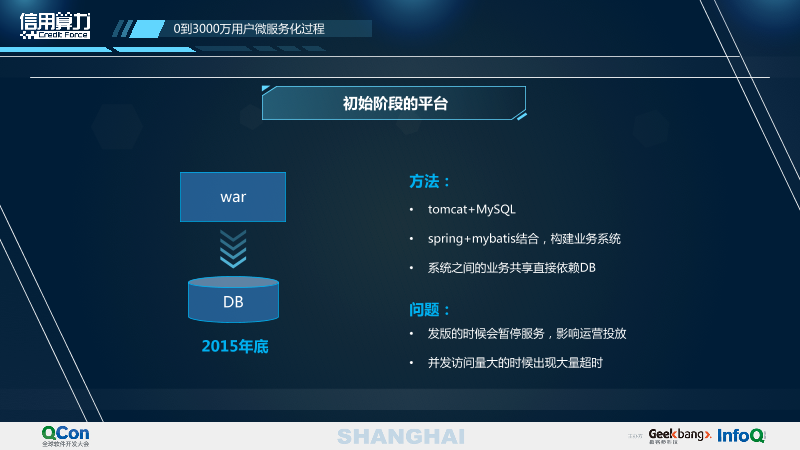 信用算力
Credit Force
0到3000万用户微服务化过程
初始阶段的平台
war
DB
2015年底
方法：
• tomcat+MySQL
• spring+mybatis结合，构建业务系统
• 系统之间的业务共享直接依赖DB
问题：
• 发版的时候会暂停服务，影响运营投放
• 并发访问量大的时候出现大量超时
QCon
全球软件开发大会
SHANGHAI
Geekbang>.
极客邦科技
InfoQ